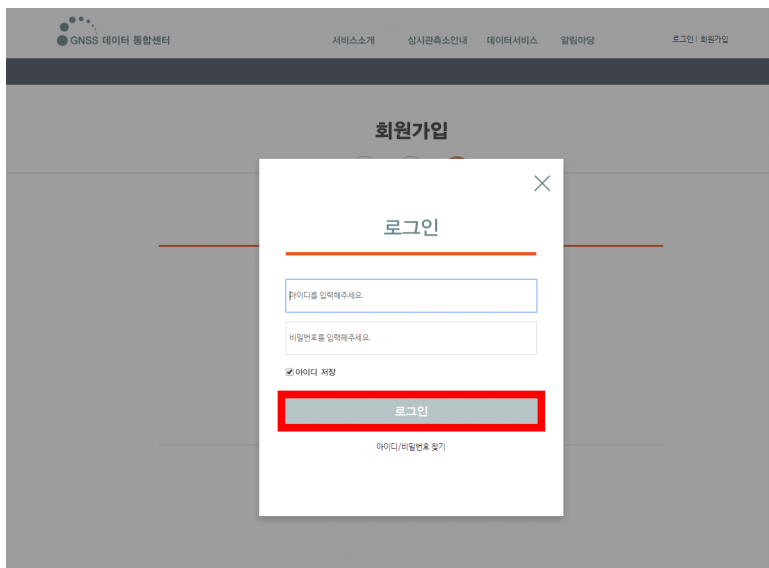 GNSS 데이터 통합센터
서비스소개 상시관측소안내 데이터서비스 알림마당
로그인 | 회원가입
회원가입
로그인
아이디를 입력해주세요.
비밀번호를 입력해주세요.
아이디 저장
로그인
아이디/비밀번호 찾기